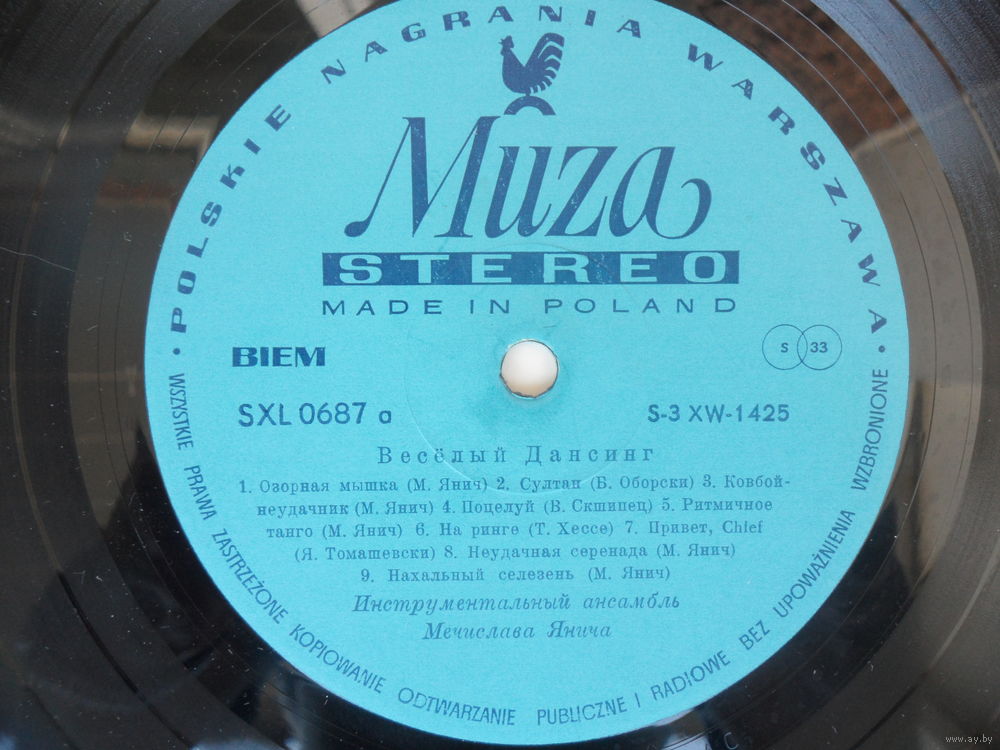 POLSKIE NAGRANIA WARSZAWA
Muza
STEREO
MADE IN POLAND
BIEM
S 33
SXL 0687 a
S-3 XW-1425
Весёлый Дансинг
1. Озорная мышка (М. Янич) 2. Султан (Б. Оборски) 3. Ковбой-
неудачник (М. Янич) 4. Поцелуй (В. Скшипец) 5. Ритмичное
танго (М. Янич) 6. На ринге (Т. Хессе) 7. Привет, Chief
(Я. Томашевски) 8. Неудачная серенада (М. Янич)
9. Нахальный селезень (М. Янич)
Инструментальный ансамбль
Мечислава Янича
WSZYSTKIE PRAWA ZASTRZEŻONE KOPIOWANIE ODTWARZANIE PUBLICZNE I RADIOWE BEZ UPOWAŻNIENIA WZBRONIONE
www.ay.by